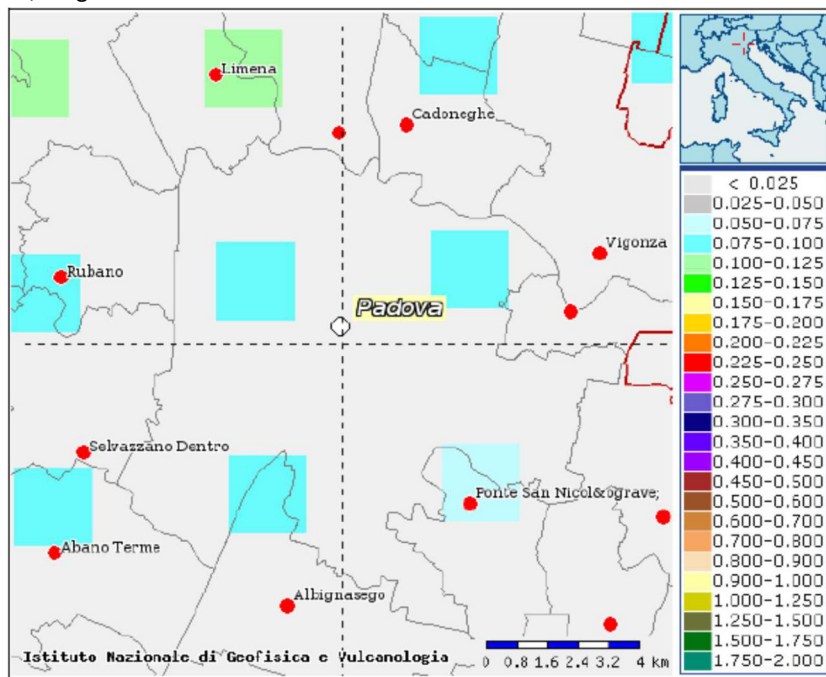 Limena
Cadoneghe
Vigonza
Rubano
Padova
Selvazzano Dentro
Ponte San Nicol&ograve;
Abano Terme
Albignasego
Istituto Nazionale di Geofisica e Vulcanologia
0 0.8 1.6 2.4 3.2 4 km
< 0.025
0.025-0.050
0.050-0.075
0.075-0.100
0.100-0.125
0.125-0.150
0.150-0.175
0.175-0.200
0.200-0.225
0.225-0.250
0.250-0.275
0.275-0.300
0.300-0.350
0.350-0.400
0.400-0.450
0.450-0.500
0.500-0.600
0.600-0.700
0.700-0.800
0.800-0.900
0.900-1.000
1.000-1.250
1.250-1.500
1.500-1.750
1.750-2.000